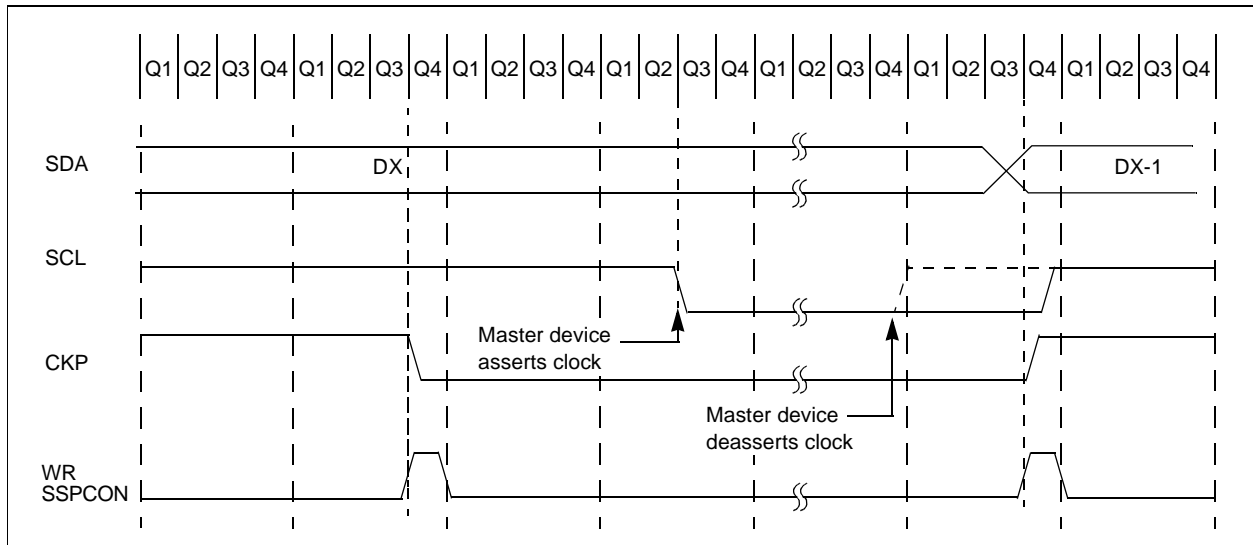 Q1 Q2 Q3 Q4 Q1 Q2 Q3 Q4 Q1 Q2 Q3 Q4 Q1 Q2 Q3 Q4 Q1 Q2 Q3 Q4 Q1 Q2 Q3 Q4 Q1 Q2 Q3 Q4
SDA
DX
DX-1
SCL
Master device
asserts clock
CKP
Master device
deasserts clock
WR
SSPCON